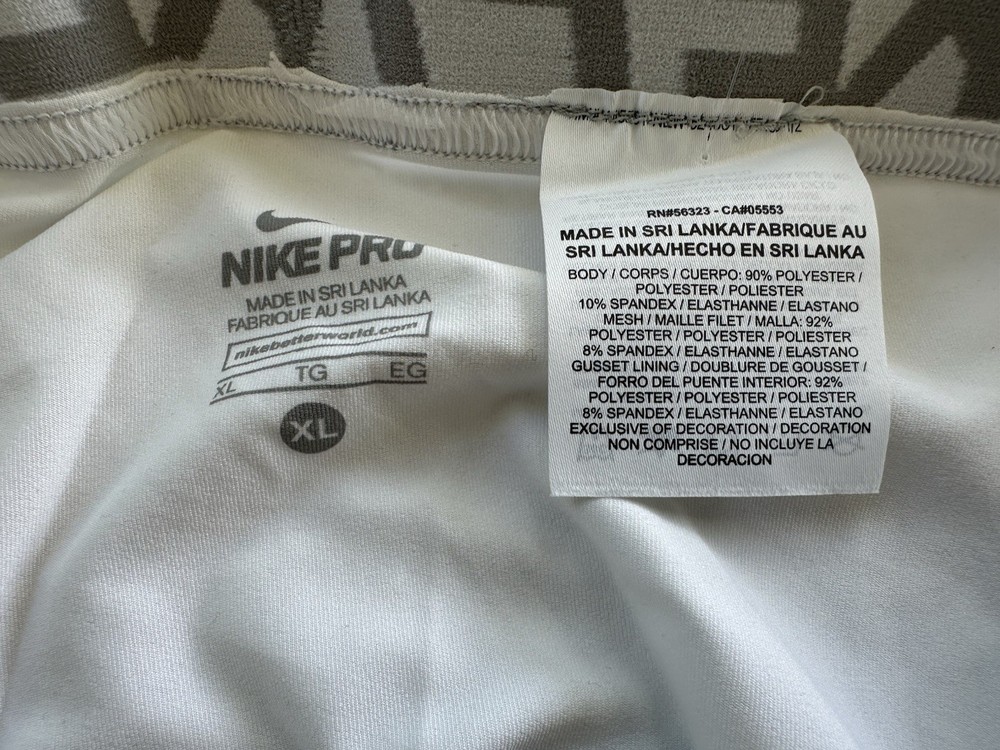 NIKE PRO
MADE IN SRI LANKA
FABRIQUE AU SRI LANKA
nikebetterworld.com
XL TG EG
XL
RN#56323 - CA#05553
MADE IN SRI LANKA/FABRIQUE AU
SRI LANKA/HECHO EN SRI LANKA
BODY / CORPS / CUERPO: 90% POLYESTER /
POLYESTER / POLIESTER
10% SPANDEX / ELASTHANNE / ELASTANO
MESH / MAILLE FILET / MALLA: 92%
POLYESTER / POLYESTER / POLIESTER
8% SPANDEX / ELASTHANNE / ELASTANO
GUSSET LINING / DOUBLURE DE GOUSSET /
FORRO DEL PUENTE INTERIOR: 92%
POLYESTER / POLYESTER / POLIESTER
8% SPANDEX / ELASTHANNE / ELASTANO
EXCLUSIVE OF DECORATION / DECORATION
NON COMPRISE / NO INCLUYE LA
DECORACION